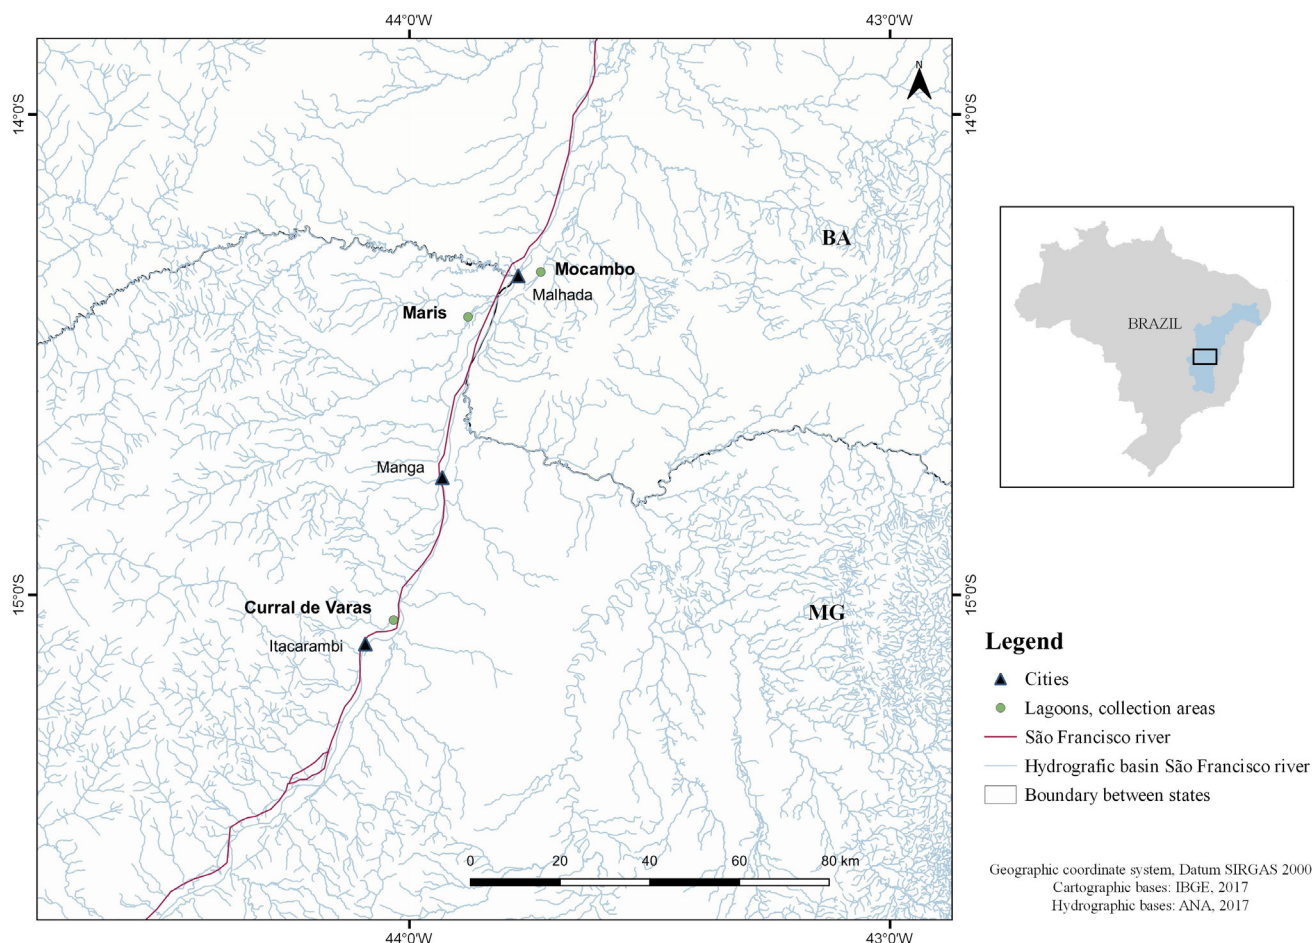 44°0'W 43°0'W
N
14°0'S 14°0'S
BA
Mocambo
Malhada
Maris
BRAZIL
Manga
15°0'S 15°0'S
Curral de Varas
MG
Itacarambi
Legend
Cities
Lagoons, collection areas
São Francisco river
Hydrografic basin São Francisco river
Boundary between states
0 20 40 60 80 km
Geographic coordinate system, Datum SIRGAS 2000
Cartographic bases: IBGE, 2017
Hydrographic bases: ANA, 2017
44°0'W 43°0'W